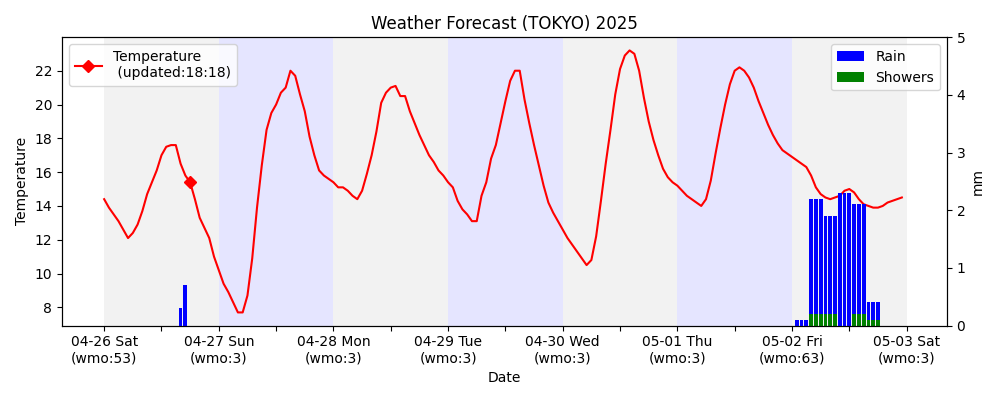 Weather Forecast (TOKYO) 2025
Temperature
(updated:18:18)
Rain
Showers
22
20
18
16
14
12
10
8
Temperature
5
4
3
2
1
0
mm
04-26 Sat
(wmo:53)
04-27 Sun
(wmo:3)
04-28 Mon
(wmo:3)
04-29 Tue
(wmo:3)
04-30 Wed
(wmo:3)
05-01 Thu
(wmo:3)
05-02 Fri
(wmo:63)
05-03 Sat
(wmo:3)
Date